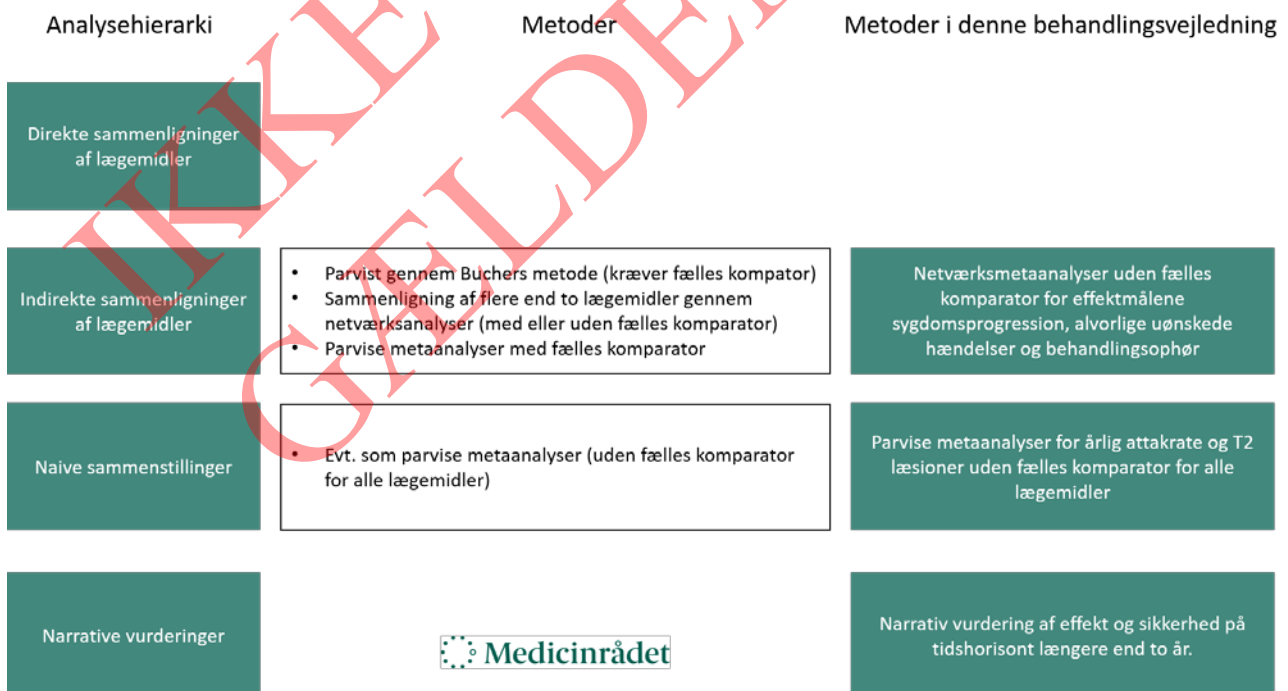 Analysehierarki
Metoder
Metoder i denne behandlingsvejledning
Direkte sammenligninger
af lægemidler
Indirekte sammenligninger
af lægemidler
• Parvist gennem Buchers metode (kræver fælles kompator)
• Sammenligning af flere end to lægemidler gennem
netværksanalyser (med eller uden fælles komparator)
• Parvise metaanalyser med fælles komparator
Netværksmetaanalyser uden fælles
komparator for effektmålene
sygdomsprogression, alvorlige uønskede
hændelser og behandlingsophør
Naive sammenstillinger
• Evt. som parvise metaanalyser (uden fælles komparator
for alle lægemidler)
Parvise metaanalyser for årlig attakrate og T2
læsioner uden fælles komparator for alle
lægemidler
Narrative vurderinger
Medicinrådet
Narrativ vurdering af effekt og sikkerhed på
tidshorisont længere end to år.
IKKE